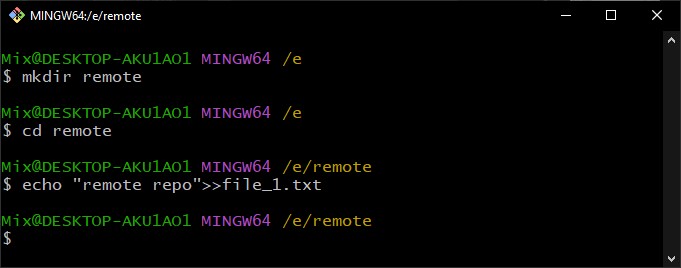 MINGW64:/e/remote
Mix@DESKTOP-AKU1AO1 MINGW64 /e
$ mkdir remote
Mix@DESKTOP-AKU1AO1 MINGW64 /e
$ cd remote
Mix@DESKTOP-AKU1AO1 MINGW64 /e/remote
$ echo "remote repo">>file_1.txt
Mix@DESKTOP-AKU1AO1 MINGW64 /e/remote
$